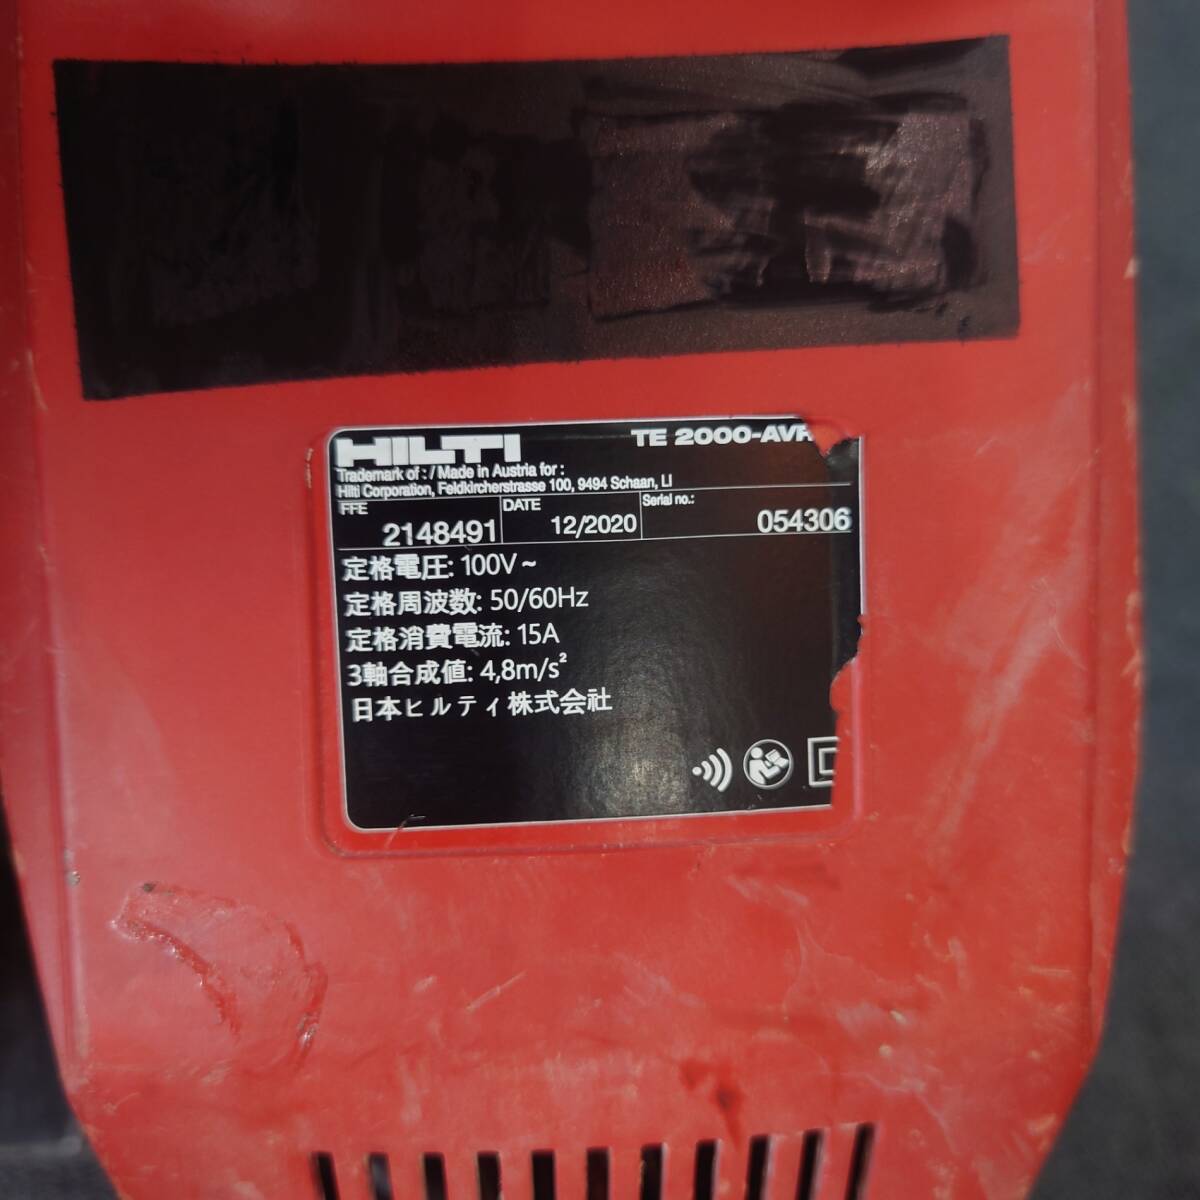 HILTI TE 2000-AVR
Trademark of : / Made in Austria for :
Hilti Corporation, Feldkircherstrasse 100, 9494 Schaan, LI
FFE 2148491 DATE 12/2020 Serial no.: 054306
定格電圧: 100V ~
定格周波数: 50/60Hz
定格消費電流: 15A
3軸合成値: 4,8m/s²
日本ヒルティ株式会社